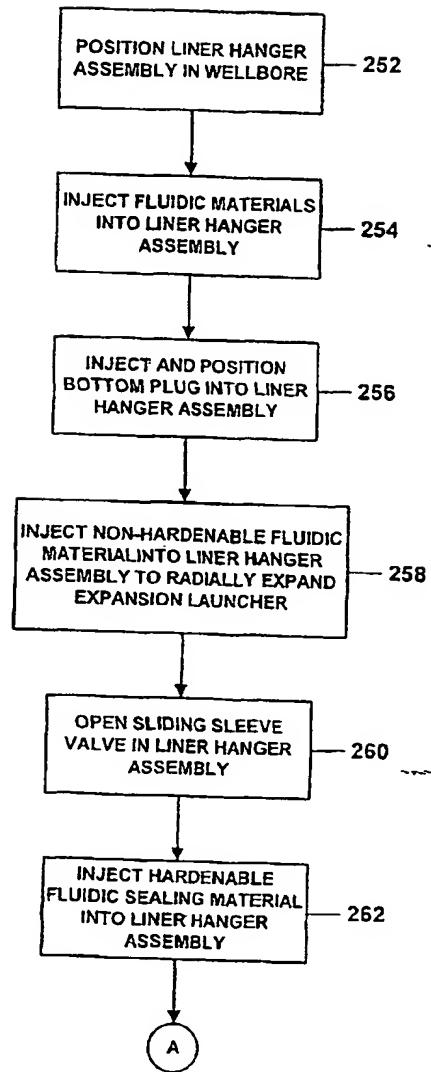 POSITION LINER HANGER
ASSEMBLY IN WELLBORE
252
INJECT FLUIDIC MATERIALS
INTO LINER HANGER
ASSEMBLY
254
INJECT AND POSITION
BOTTOM PLUG INTO LINER
HANGER ASSEMBLY
256
INJECT NON-HARDENABLE FLUIDIC
MATERIALINTO LINER HANGER
ASSEMBLY TO RADIALLY EXPAND
EXPANSION LAUNCHER
258
OPEN SLIDING SLEEVE
VALVE IN LINER HANGER
ASSEMBLY
260
INJECT HARDENABLE
FLUIDIC SEALING MATERIAL
INTO LINER HANGER
ASSEMBLY
262
A